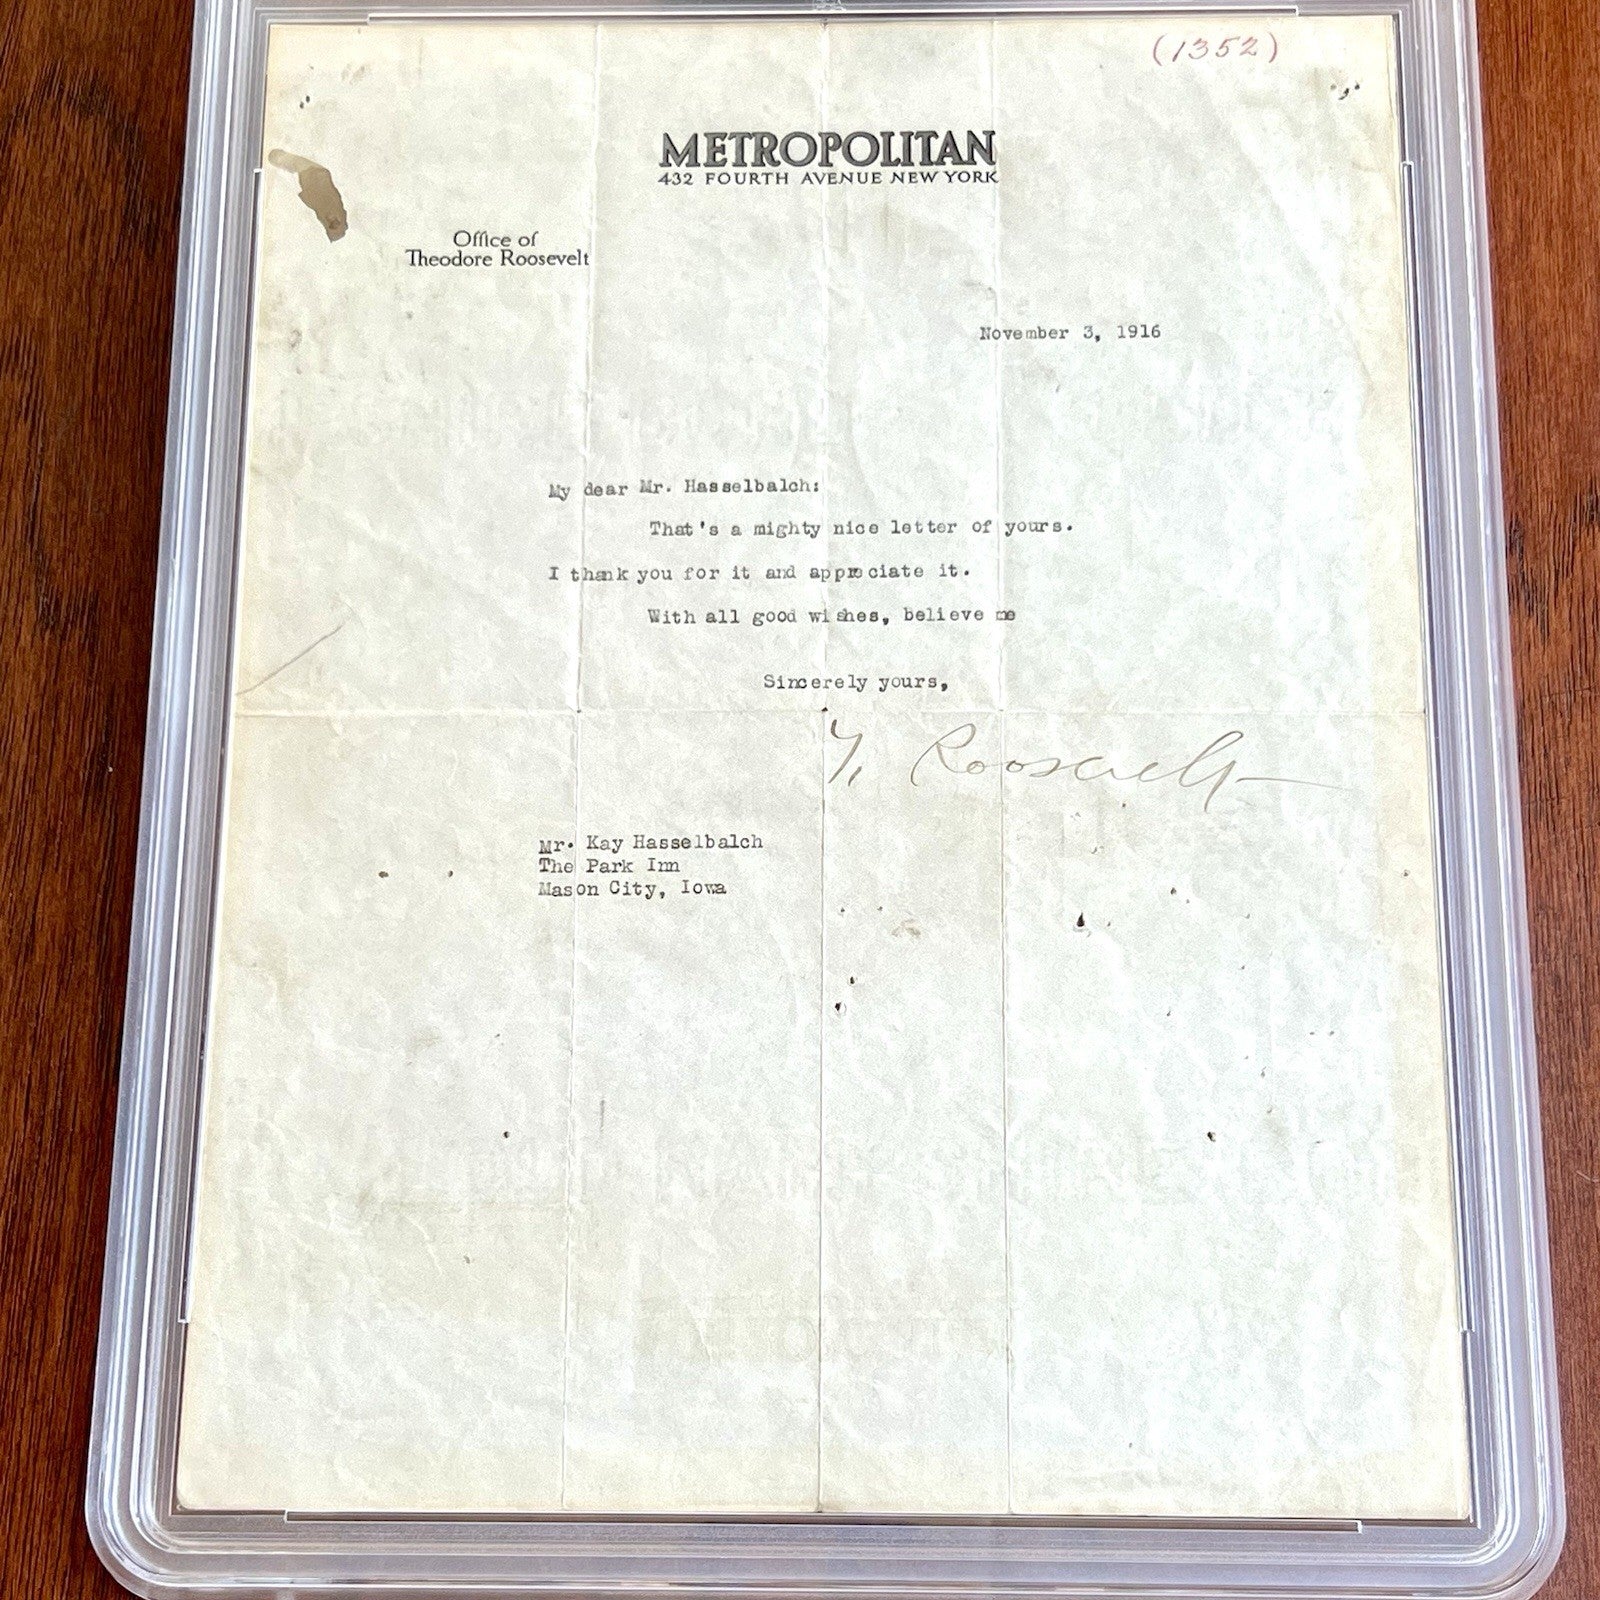 (1352)
METROPOLITAN
432 FOURTH AVENUE NEW YORK
Office of
Theodore Roosevelt
November 3, 1916
My dear Mr. Hasselbalch:
That's a mighty nice letter of yours.
I thank you for it and appreciate it.
With all good wishes, believe me
Sincerely yours,
T. Roosevelt
Mr. Kay Hasselbalch
The Park Inn
Mason City, Iowa